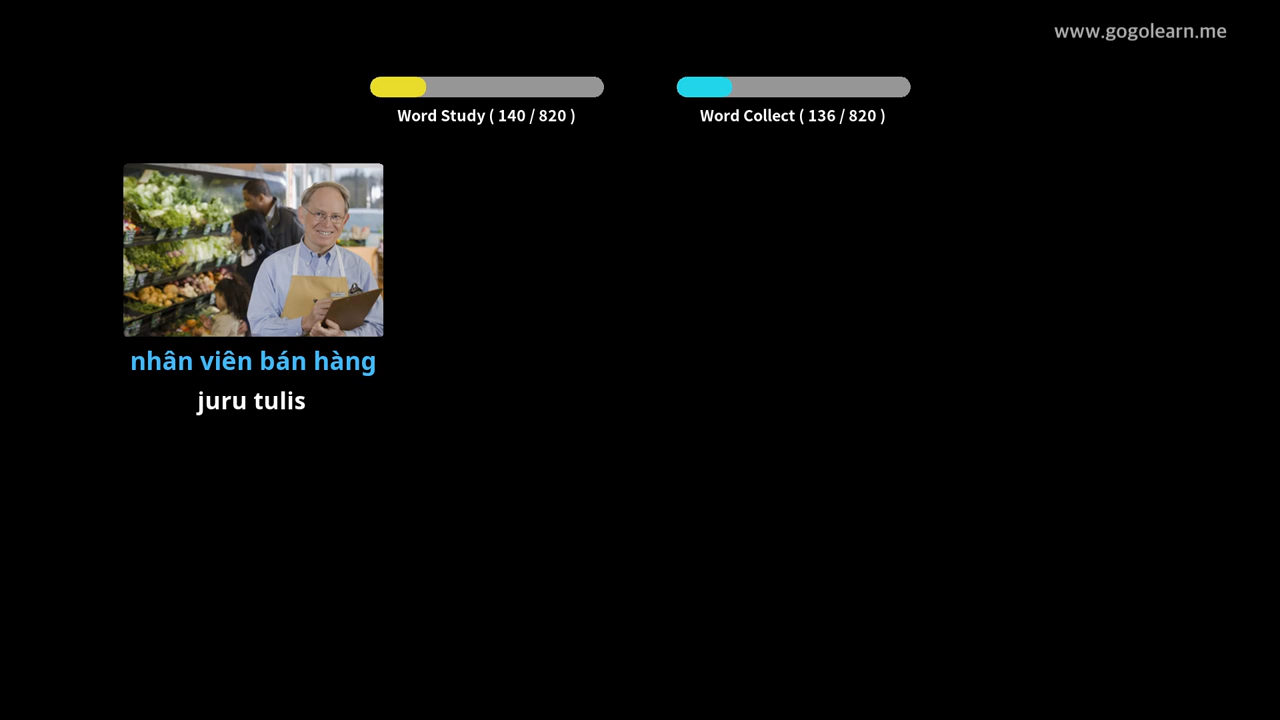 www.gogolearn.me
Word Study ( 140 / 820 )
Word Collect ( 136 / 820 )
nhân viên bán hàng
juru tulis